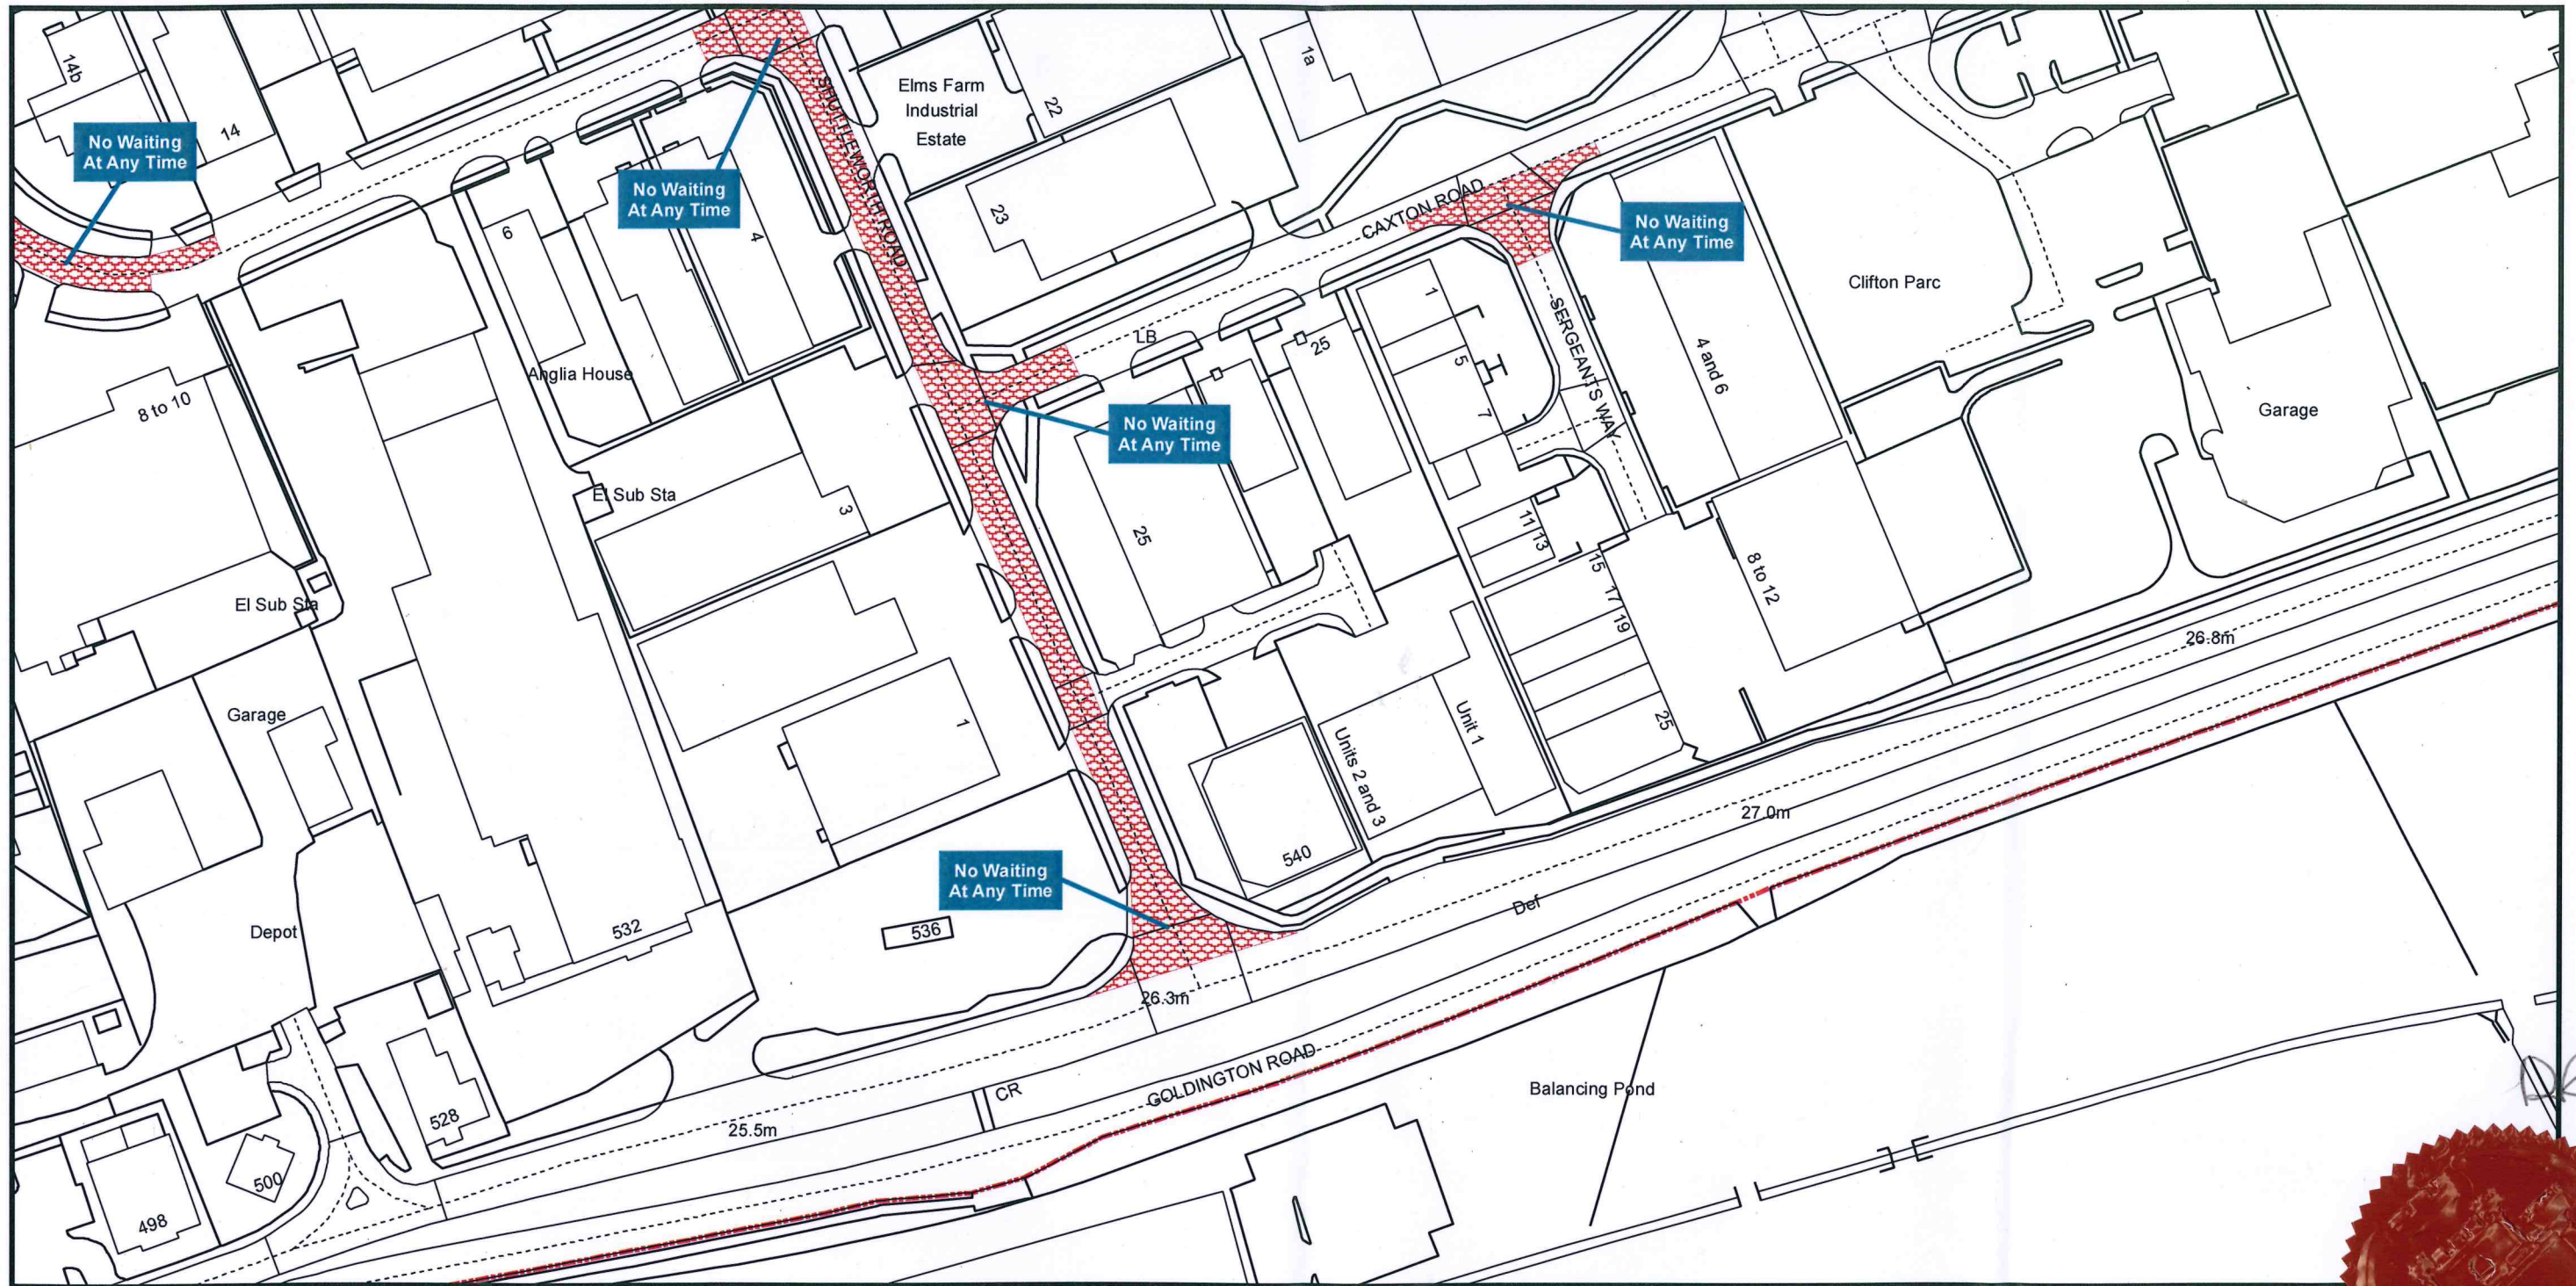 14b
14
No Waiting
At Any Time
No Waiting
At Any Time
SHUTTLEWORTH ROAD
Elms Farm
Industrial
Estate
22
1a
23
6
4
CAXTON ROAD
No Waiting
At Any Time
Clifton Parc
SERGEANTS WAY
4 and 6
Garage
8 to 10
Anglia House
LB
25
1
5
7
No Waiting
At Any Time
El Sub Sta
3
25
11
13
15
17
19
8 to 12
El Sub Sta
Garage
1
Units 2 and 3
Unit 1
25
26.8m
27.0m
540
No Waiting
At Any Time
Def
Depot
532
536
26.3m
GOLDINGTON ROAD
CR
Balancing Pond
528
25.5m
500
498